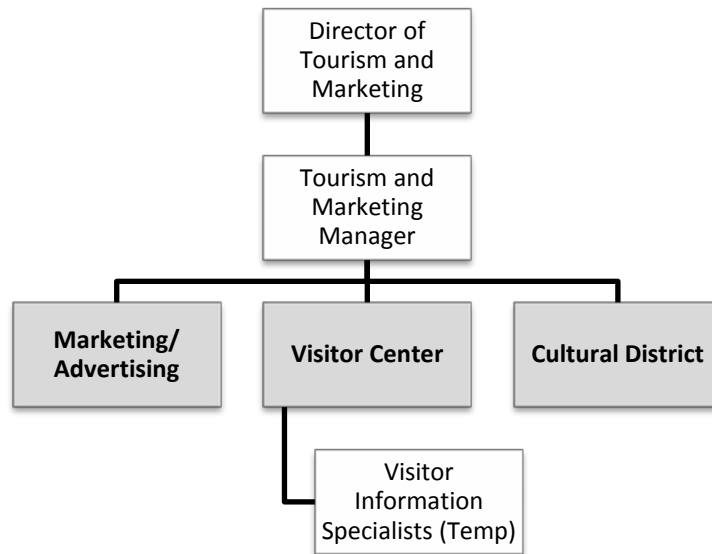 Director of
Tourism and
Marketing
Tourism and
Marketing
Manager
Marketing/
Advertising
Visitor Center
Cultural District
Visitor
Information
Specialists (Temp)